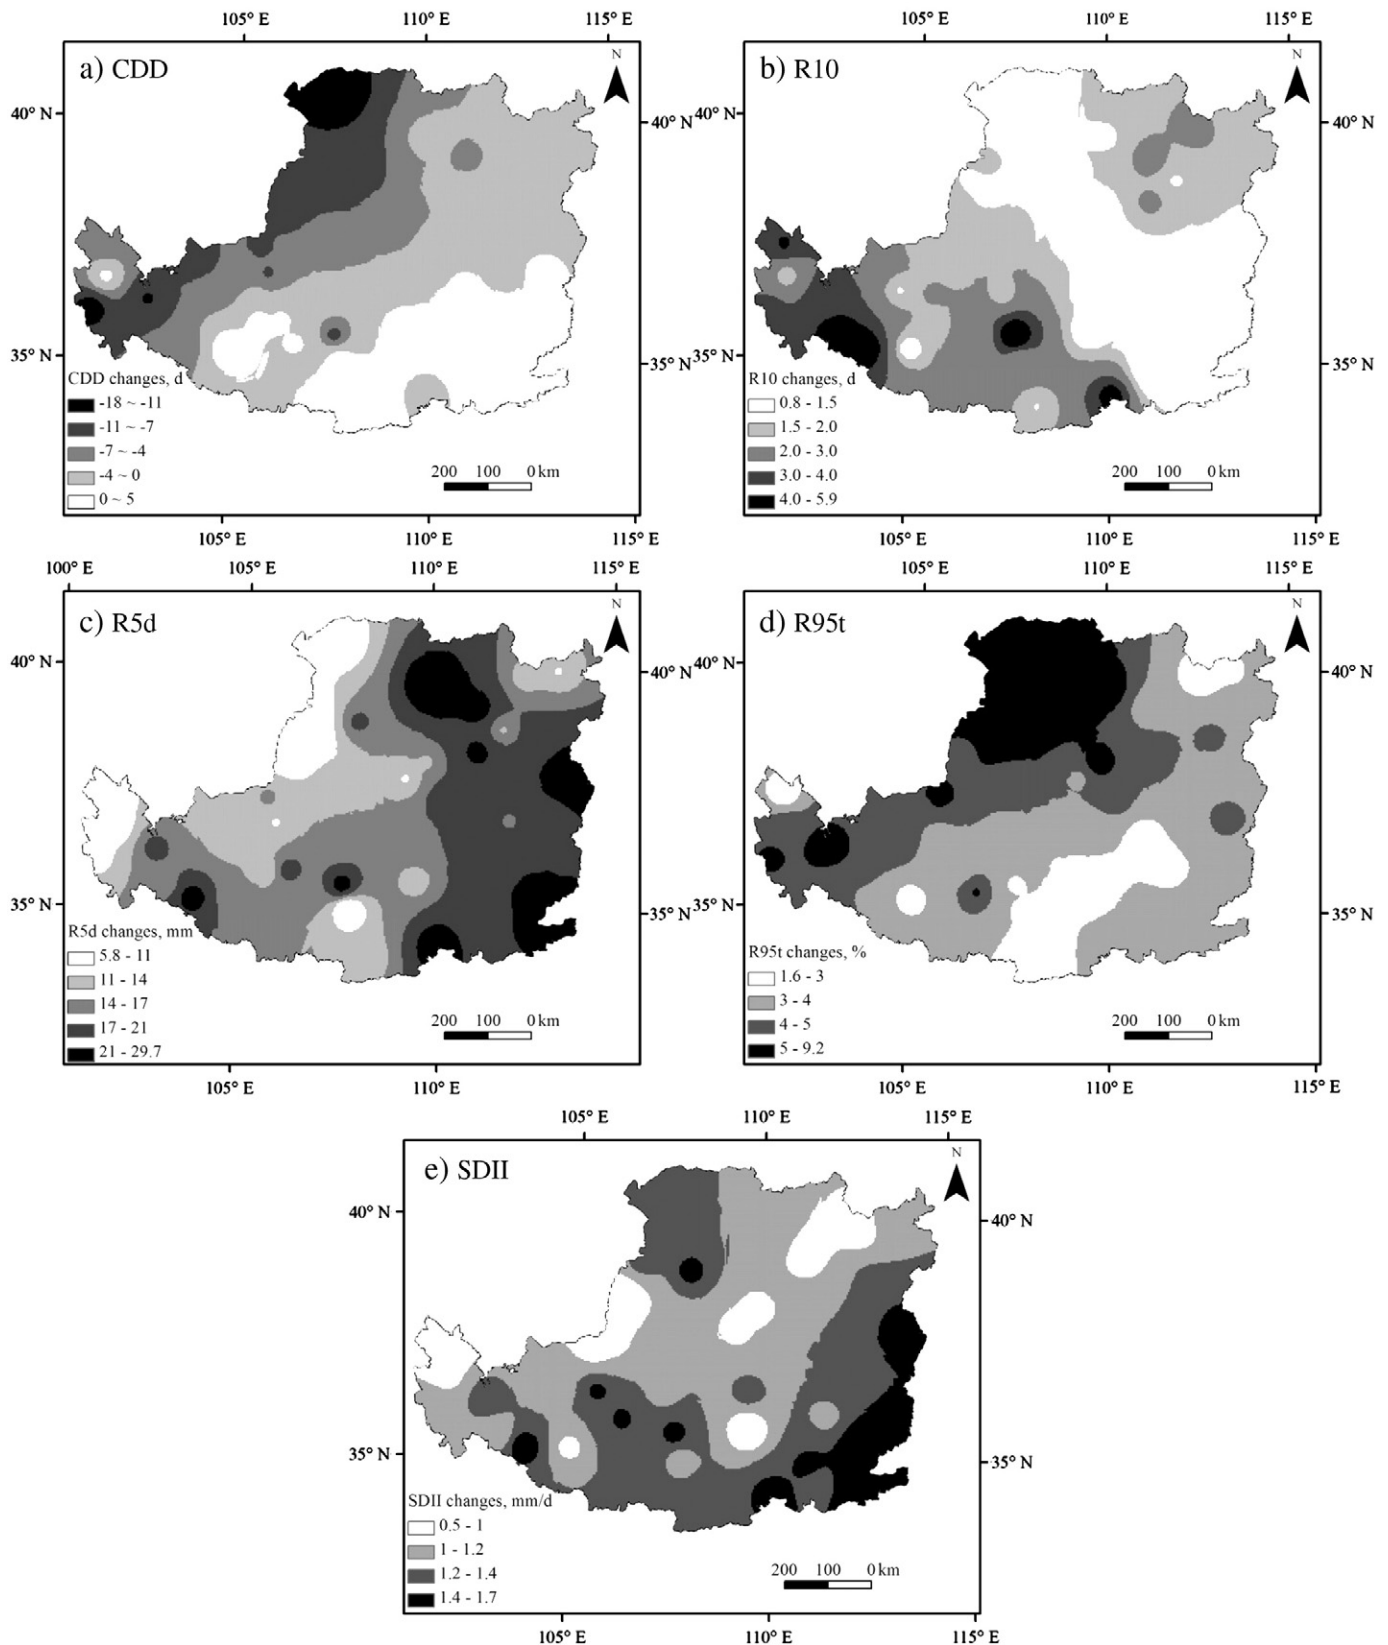 105° E 110° E 115° E
a) CDD
N
40° N
40° N
35° N
35° N
CDD changes, d
-18 ~ -11
-11 ~ -7
-7 ~ -4
-4 ~ 0
0 ~ 5
200 100 0 km
105° E 110° E 115° E
105° E 110° E 115° E
b) R10
N
40° N
40° N
35° N
35° N
R10 changes, d
0.8 - 1.5
1.5 - 2.0
2.0 - 3.0
3.0 - 4.0
4.0 - 5.9
200 100 0 km
105° E 110° E 115° E
100° E 105° E 110° E 115° E
c) R5d
N
40° N
40° N
35° N
35° N
R5d changes, mm
5.8 - 11
11 - 14
14 - 17
17 - 21
21 - 29.7
200 100 0 km
105° E 110° E
105° E 110° E 115° E
d) R95t
N
40° N
40° N
35° N
35° N
R95t changes, %
1.6 - 3
3 - 4
4 - 5
5 - 9.2
200 100 0 km
105° E 110° E 115° E
105° E 110° E 115° E
e) SDII
N
40° N
40° N
35° N
35° N
SDII changes, mm/d
0.5 - 1
1 - 1.2
1.2 - 1.4
1.4 - 1.7
200 100 0 km
105° E 110° E 115° E